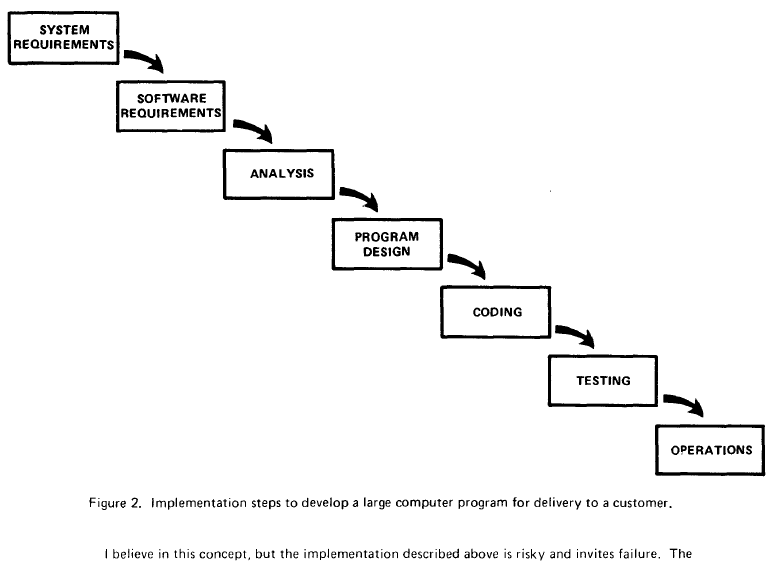 SYSTEM
REQUIREMENTS
SOFTWARE
REQUIREMENTS
ANALYSIS
PROGRAM
DESIGN
CODING
TESTING
OPERATIONS
Figure 2. Implementation steps to develop a large computer program for delivery to a customer.
I believe in this concept, but the implementation described above is risky and invites failure. The